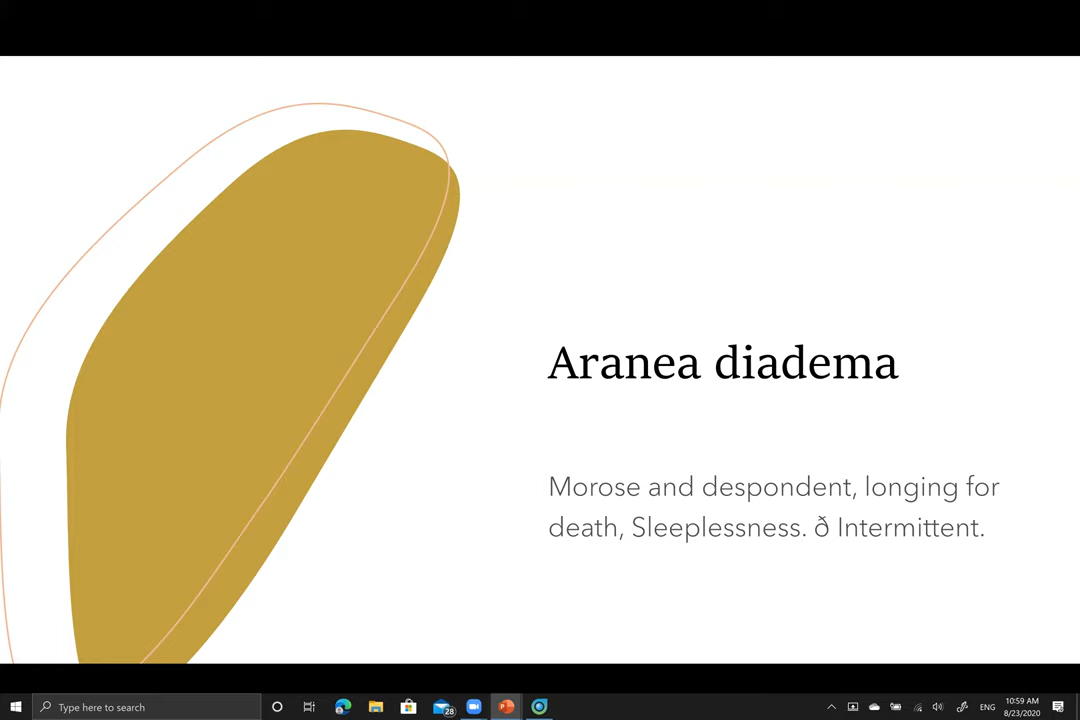 Aranea diadema
Morose and despondent, longing for
death, Sleeplessness. ð Intermittent.
Type here to search
28
ENG
10:59 AM
8/23/2020